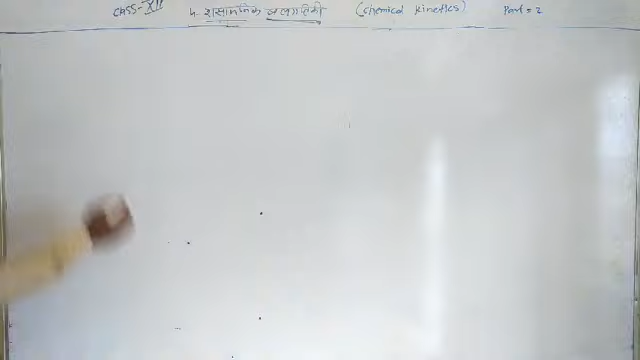 Class-XII 4. रासायनिक बलगतिकी (Chemical Kinetics) Part = 2